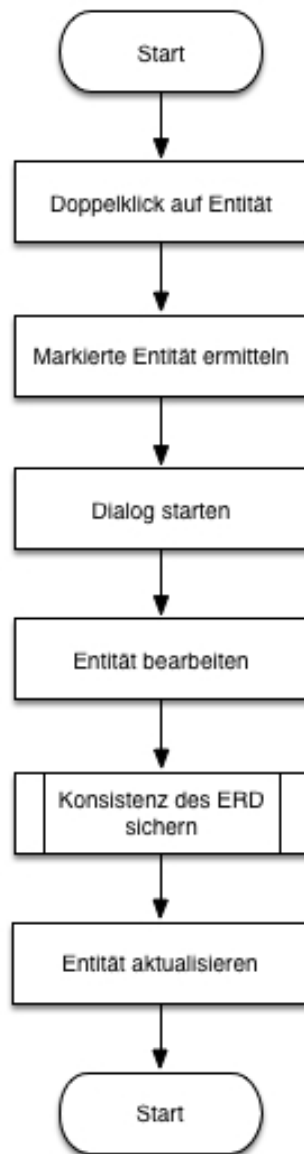 Start
Doppelklick auf Entität
Markierte Entität ermitteln
Dialog starten
Entität bearbeiten
Konsistenz des ERD
sichern
Entität aktualisieren
Start